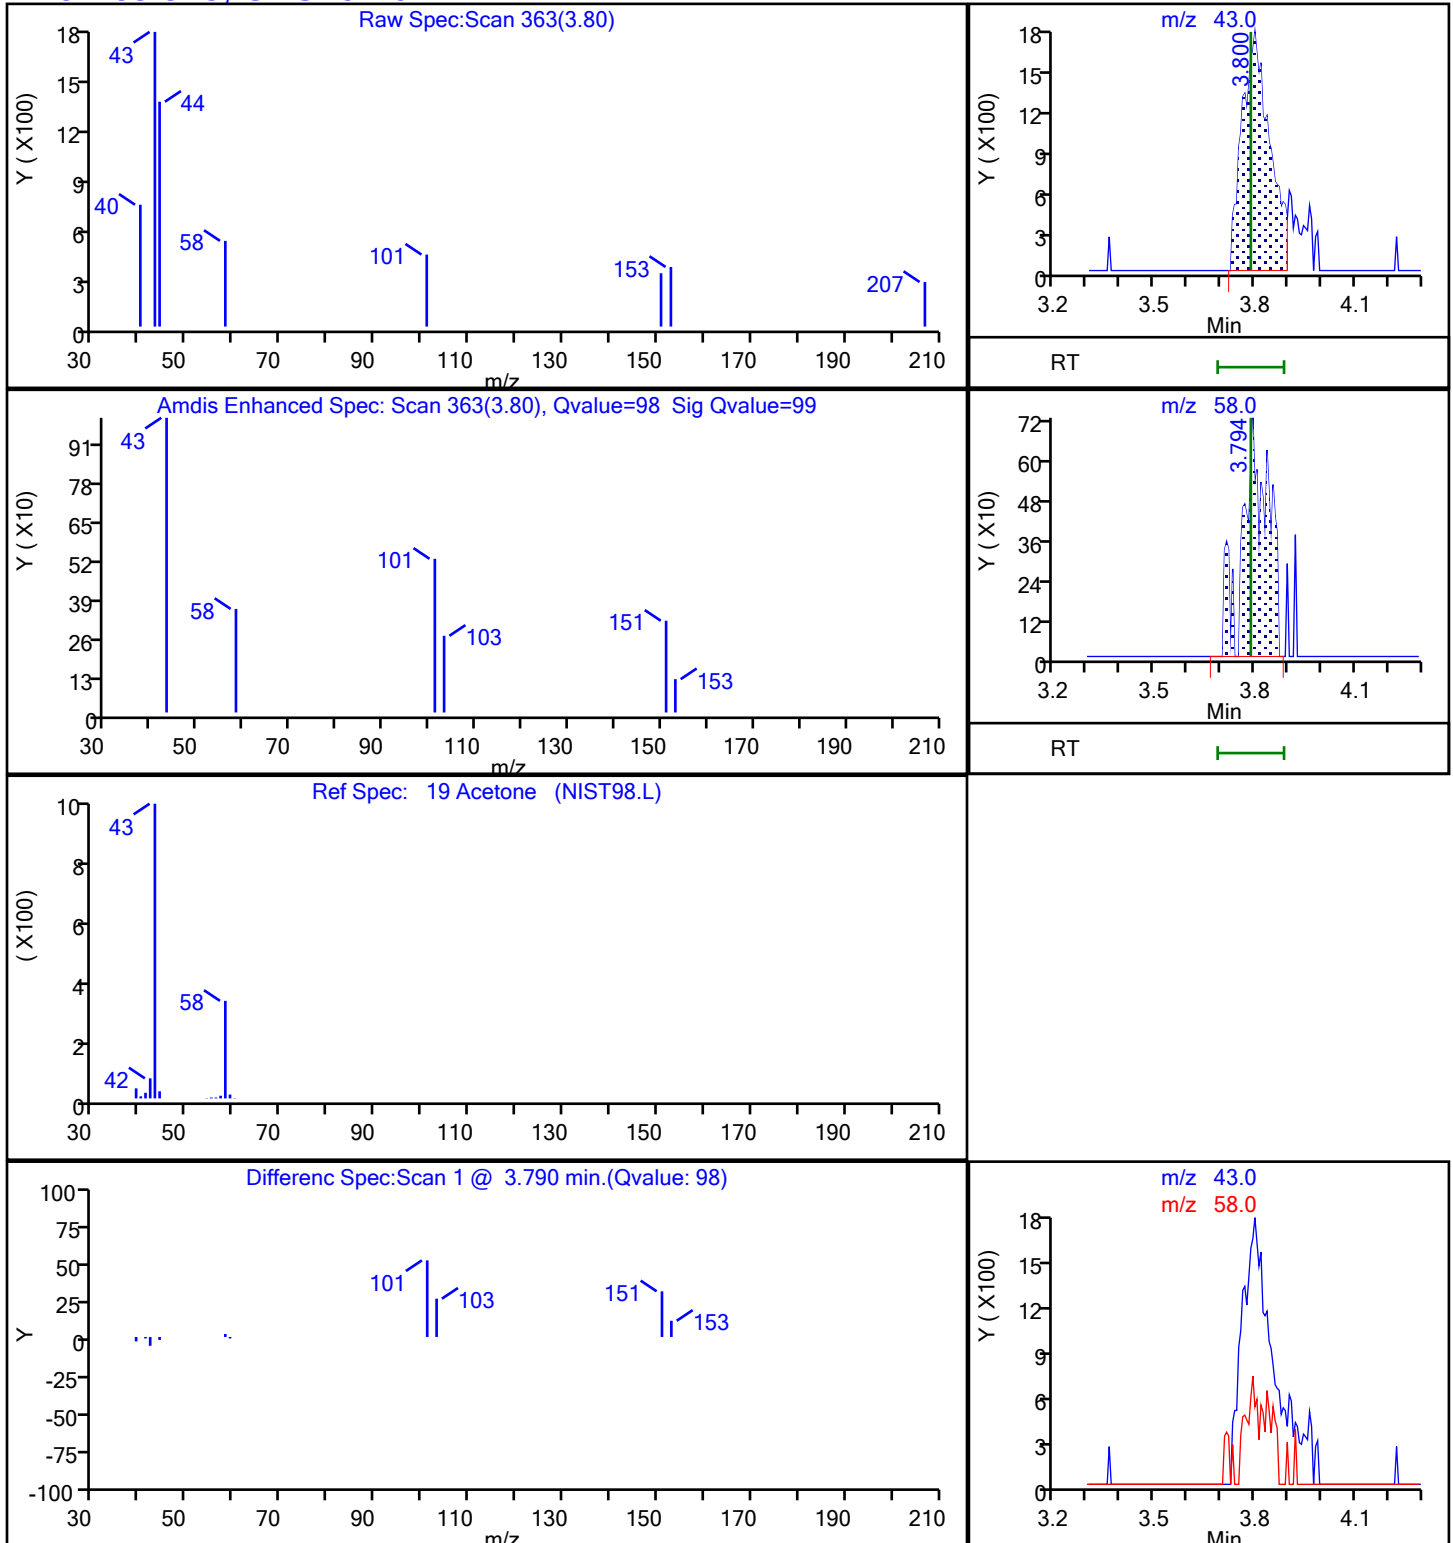 Raw Spec:Scan 363(3.80)
Y ( X100)
18
15
12
9
6
3
0
43
44
40
58
101
153
207
30 50 70 90 110 130 150 170 190 210
m/z
m/z 43.0
Y ( X100)
18
15
12
9
6
3
0
3.800
3.2 3.5 3.8 4.1
Min
RT
Amdis Enhanced Spec: Scan 363(3.80), Qvalue=98 Sig Qvalue=99
Y ( X10)
91
78
65
52
39
26
13
0
43
58
101
103
151
153
30 50 70 90 110 130 150 170 190 210
m/z
m/z 58.0
Y ( X10)
72
60
48
36
24
12
0
3.794
3.2 3.5 3.8 4.1
Min
RT
Ref Spec: 19 Acetone (NIST98.L)
( X100)
10
8
6
4
2
0
43
58
42
30 50 70 90 110 130 150 170 190 210
Differenc Spec:Scan 1 @ 3.790 min.(Qvalue: 98)
Y
100
75
50
25
0
-25
-50
-75
-100
101
103
151
153
30 50 70 90 110 130 150 170 190 210
m/z
m/z 43.0
m/z 58.0
Y ( X100)
18
15
12
9
6
3
0
3.2 3.5 3.8 4.1
Min